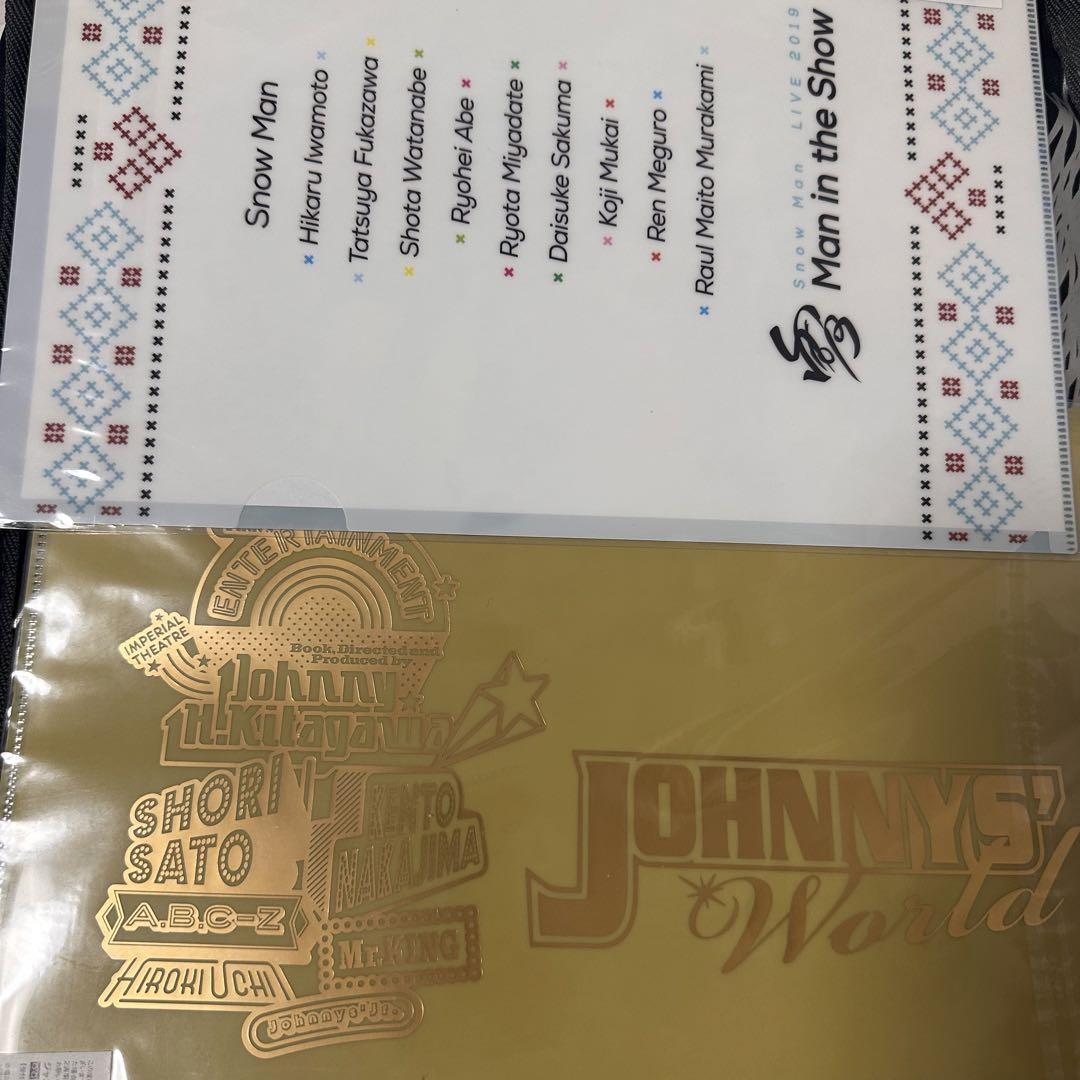 Snow Man
Hikaru Iwamoto
Tatsuya Fukazawa
Shota Watanabe
Ryohei Abe
Ryota Miyadate
Daisuke Sakuma
Koji Mukai
Ren Meguro
Raul Maito Murakami
Snow Man LIVE 2019
Man in the Show
ENTERTAINMENT
IMPERIAL
THEATRE
Book, Directed and
Produced by
Johnny
H. Kitagawa
SHORI
SATO
KENTO
NAKAJIMA
A.B.C-Z
Mr.KING
HIROKI UCHI
Johnnys' Jr.
JOHNNYS'
World